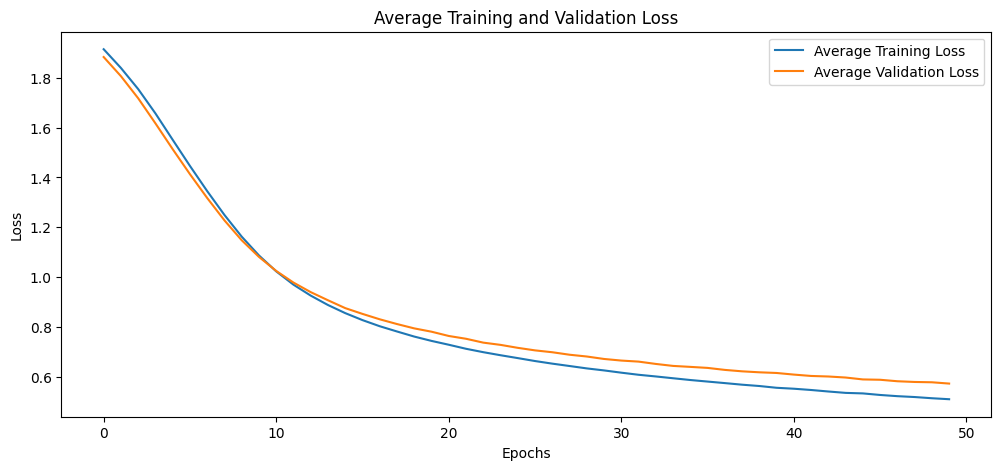 Average Training and Validation Loss
Average Training Loss
Average Validation Loss
Loss
1.8
1.6
1.4
1.2
1.0
0.8
0.6
0
10
20
30
40
50
Epochs